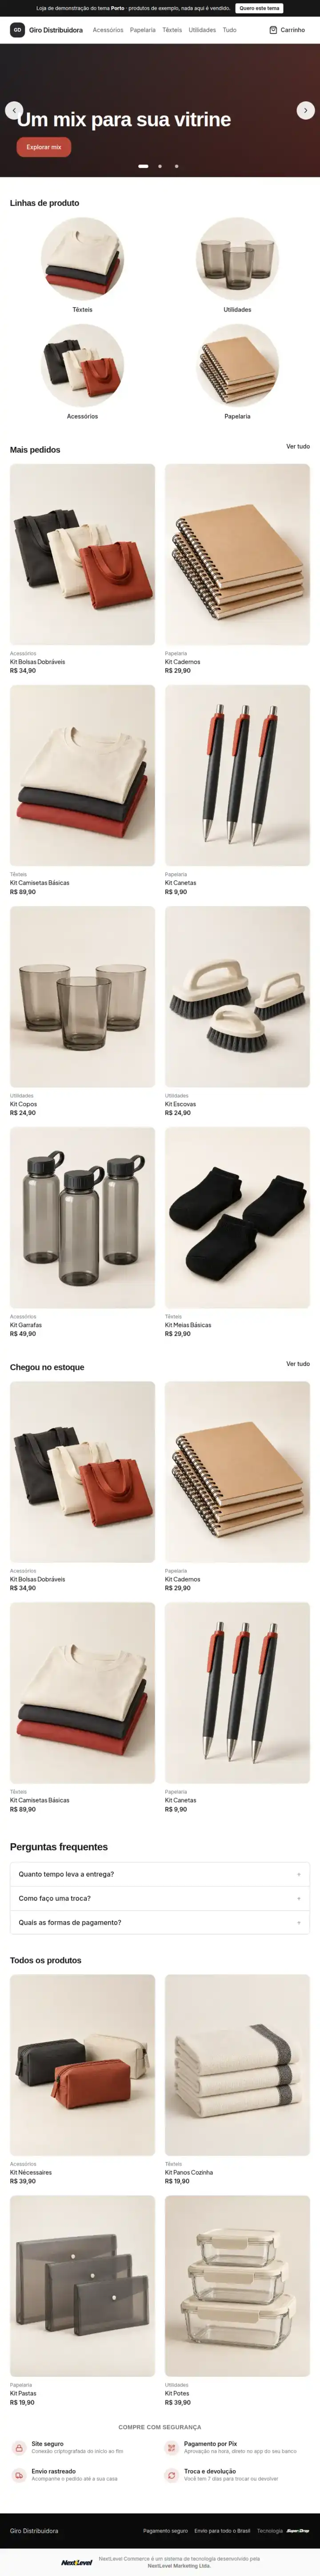 Loja de demonstração do tema Porto · produtos de exemplo, nada aqui é vendido. Quero este tema
GD Giro Distribuidora Acessórios Papelaria Têxteis Utilidades Tudo Carrinho
Um mix para sua vitrine
Explorar mix
Linhas de produto
Têxteis Utilidades
Acessórios Papelaria
Mais pedidos Ver tudo
Acessórios Papelaria
Kit Bolsas Dobráveis Kit Cadernos
R$ 34,90 R$ 29,90
Têxteis Papelaria
Kit Camisetas Básicas Kit Canetas
R$ 89,90 R$ 9,90
Utilidades Utilidades
Kit Copos Kit Escovas
R$ 24,90 R$ 24,90
Acessórios Têxteis
Kit Garrafas Kit Meias Básicas
R$ 49,90 R$ 29,90
Chegou no estoque Ver tudo
Acessórios Papelaria
Kit Bolsas Dobráveis Kit Cadernos
R$ 34,90 R$ 29,90
Têxteis Papelaria
Kit Camisetas Básicas Kit Canetas
R$ 89,90 R$ 9,90
Perguntas frequentes
Quanto tempo leva a entrega? +
Como faço uma troca? +
Quais as formas de pagamento? +
Todos os produtos
Acessórios Têxteis
Kit Nécessaires Kit Panos Cozinha
R$ 39,90 R$ 19,90
Papelaria Utilidades
Kit Pastas Kit Potes
R$ 19,90 R$ 39,90
COMPRE COM SEGURANÇA
Site seguro Pagamento por Pix
Conexão criptografada do início ao fim Aprovação na hora, direto no app do seu banco
Envio rastreado Troca e devolução
Acompanhe o pedido até a sua casa Você tem 7 dias para trocar ou devolver
Giro Distribuidora Pagamento seguro Envio para todo o Brasil Tecnologia Super Drop
NextLevel NextLevel Commerce é um sistema de tecnologia desenvolvido pela
NextLevel Marketing Ltda.